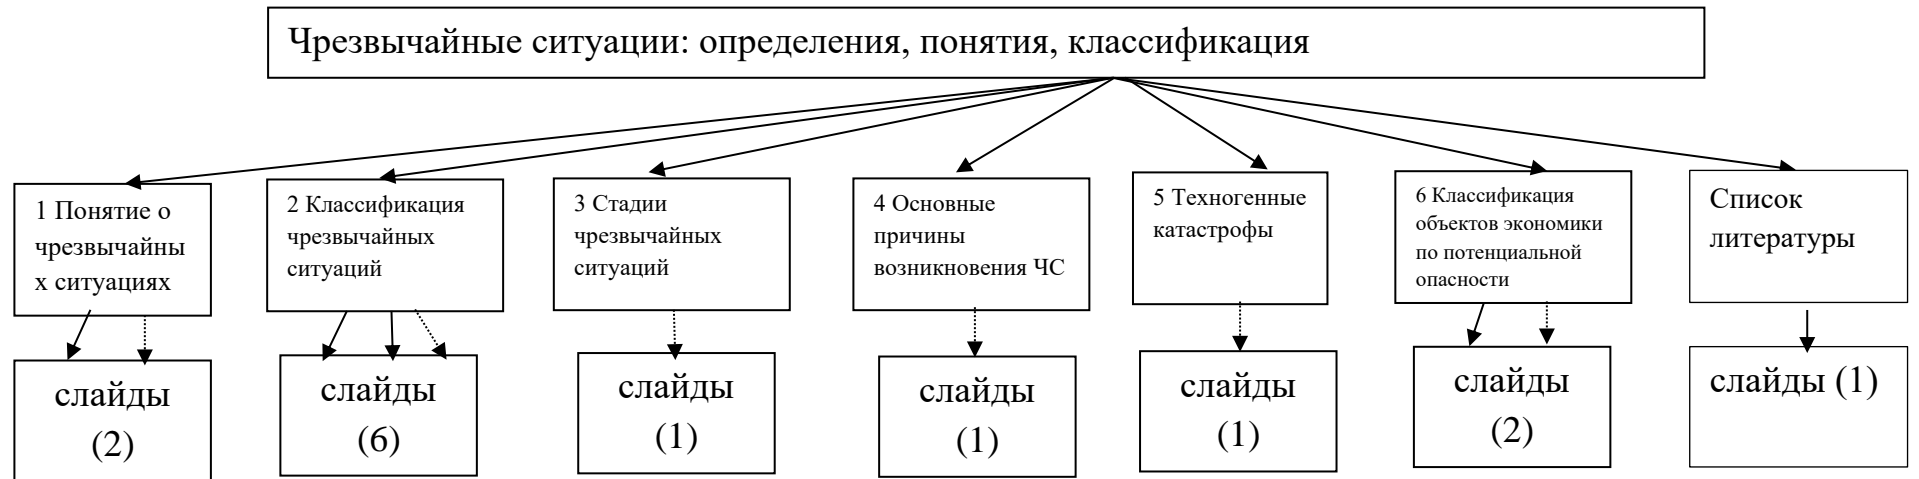 Чрезвычайные ситуации: определения, понятия, классификация
1 Понятие о
чрезвычайны
х ситуациях
2 Классификация
чрезвычайных
ситуаций
3 Стадии
чрезвычайных
ситуаций
4 Основные
причины
возникновения ЧС
5 Техногенные
катастрофы
6 Классификация
объектов экономики
по потенциальной
опасности
Список
литературы
слайды
(2)
слайды
(6)
слайды
(1)
слайды
(1)
слайды
(1)
слайды
(2)
слайды (1)